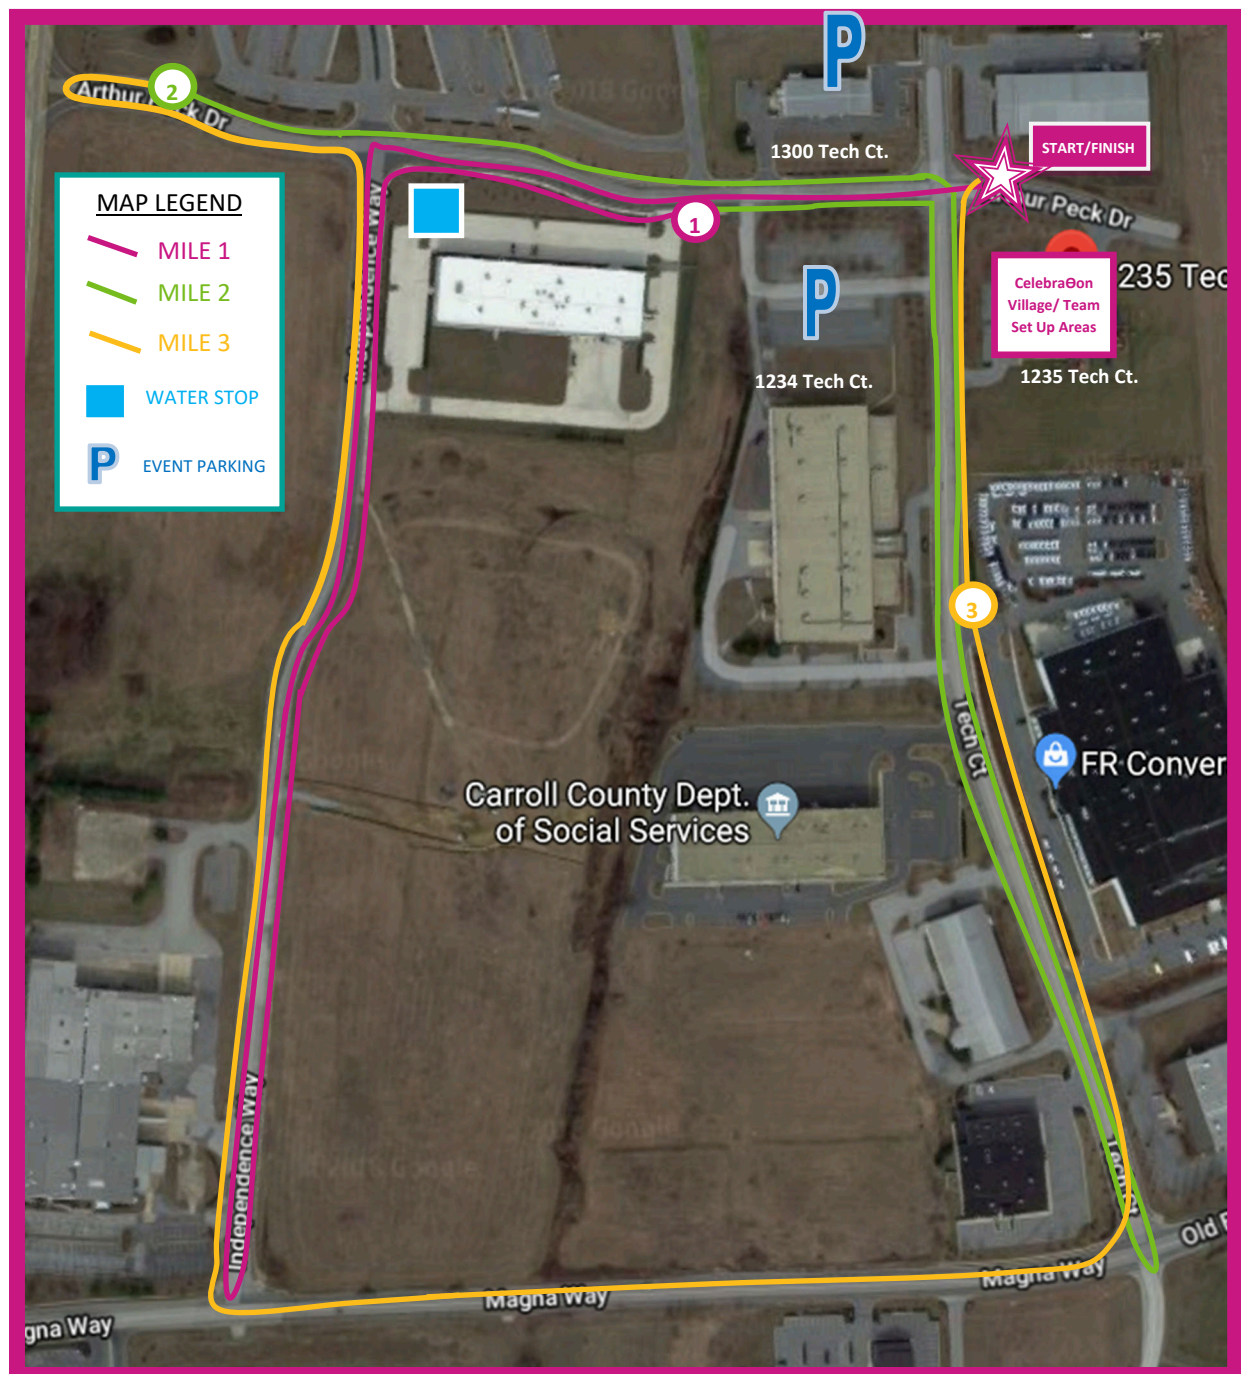 P
Arthur Peck Dr
2
1300 Tech Ct.
START/FINISH
MAP LEGEND
MILE 1
MILE 2
MILE 3
WATER STOP
P
EVENT PARKING
Independence Way
1
Arthur Peck Dr
CelebraƟon
Village/ Team
Set Up Areas
235 Tec
P
1234 Tech Ct.
1235 Tech Ct.
3
Tech Ct
FR Conver
Carroll County Dept.
of Social Services
Independence Way
Tech Ct
Old
Magna Way
Magna Way
gna Way